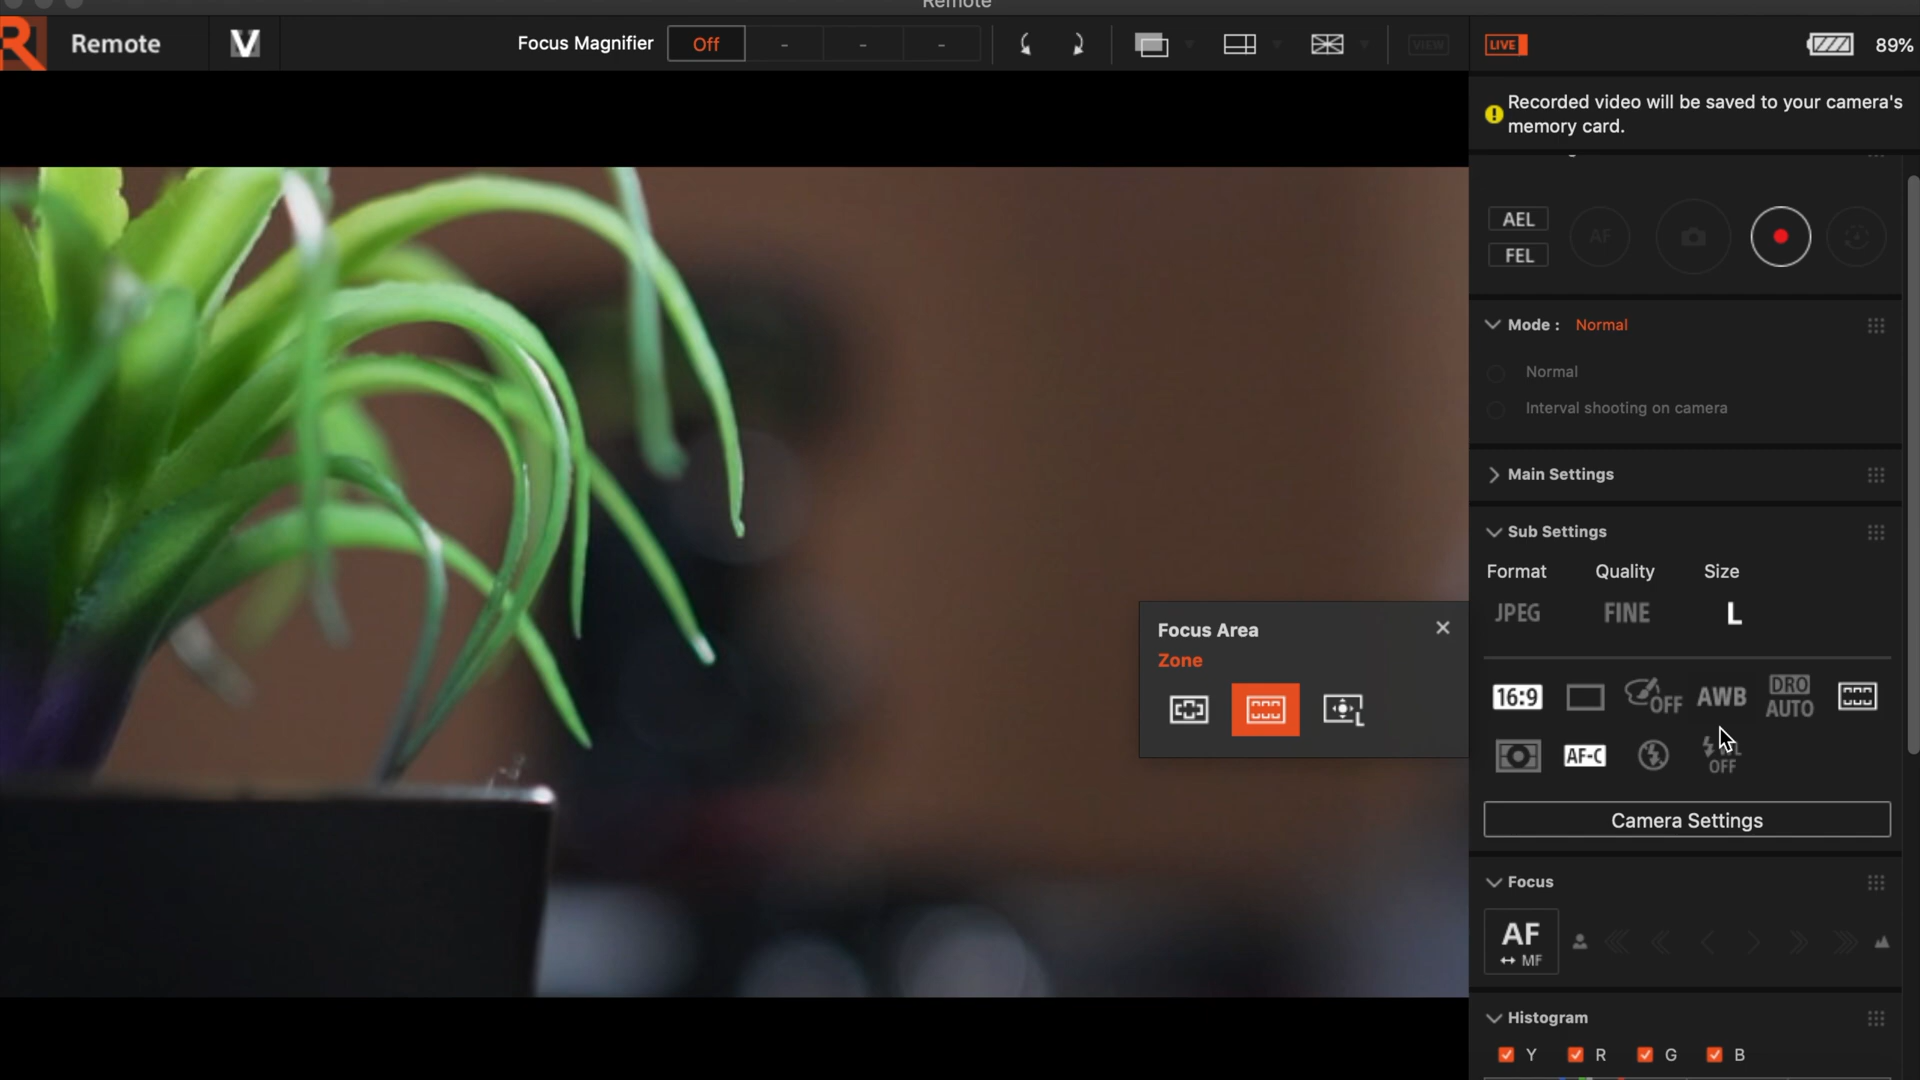 Remote
R
Remote
V
Focus Magnifier
Off
-
-
-
VIEW
LIVE
89%
Recorded video will be saved to your camera's
memory card.
AEL
AF
FEL
Mode :
Normal
Normal
Interval shooting on camera
Main Settings
Sub Settings
Format
Quality
Size
JPEG
FINE
L
Focus Area
Zone
L
16:9
OFF
AWB
DRO
AUTO
AF-C
OFF
Camera Settings
Focus
AF
MF
Histogram
Y
R
G
B